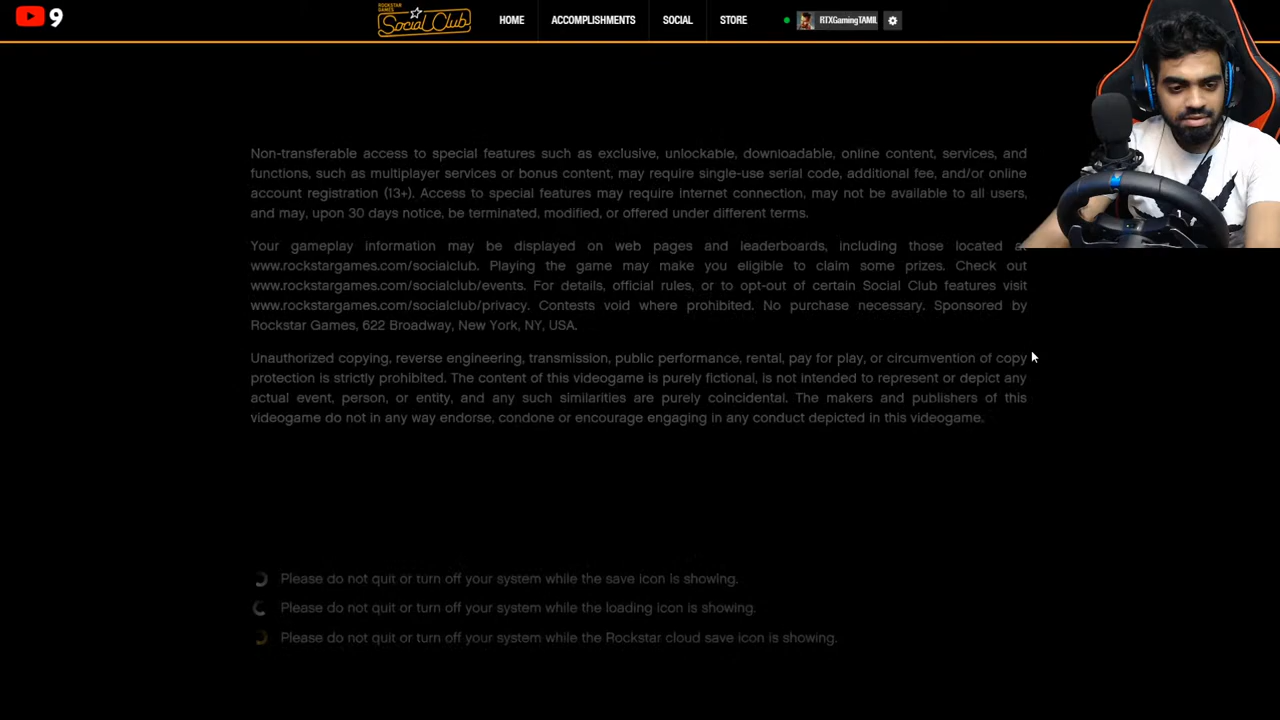 9
ROCKSTAR GAMES Social Club
HOME ACCOMPLISHMENTS SOCIAL STORE RTXGamingTAMIL
Non-transferable access to special features such as exclusive, unlockable, downloadable, online content, services, and
functions, such as multiplayer services or bonus content, may require single-use serial code, additional fee, and/or online
account registration (13+). Access to special features may require internet connection, may not be available to all users,
and may, upon 30 days notice, be terminated, modified, or offered under different terms.
Your gameplay information may be displayed on web pages and leaderboards, including those located at
www.rockstargames.com/socialclub. Playing the game may make you eligible to claim some prizes. Check out
www.rockstargames.com/socialclub/events. For details, official rules, or to opt-out of certain Social Club features visit
www.rockstargames.com/socialclub/privacy. Contests void where prohibited. No purchase necessary. Sponsored by
Rockstar Games, 622 Broadway, New York, NY, USA.
Unauthorized copying, reverse engineering, transmission, public performance, rental, pay for play, or circumvention of copy
protection is strictly prohibited. The content of this videogame is purely fictional, is not intended to represent or depict any
actual event, person, or entity, and any such similarities are purely coincidental. The makers and publishers of this
videogame do not in any way endorse, condone or encourage engaging in any conduct depicted in this videogame.
Please do not quit or turn off your system while the save icon is showing.
Please do not quit or turn off your system while the loading icon is showing.
Please do not quit or turn off your system while the Rockstar cloud save icon is showing.